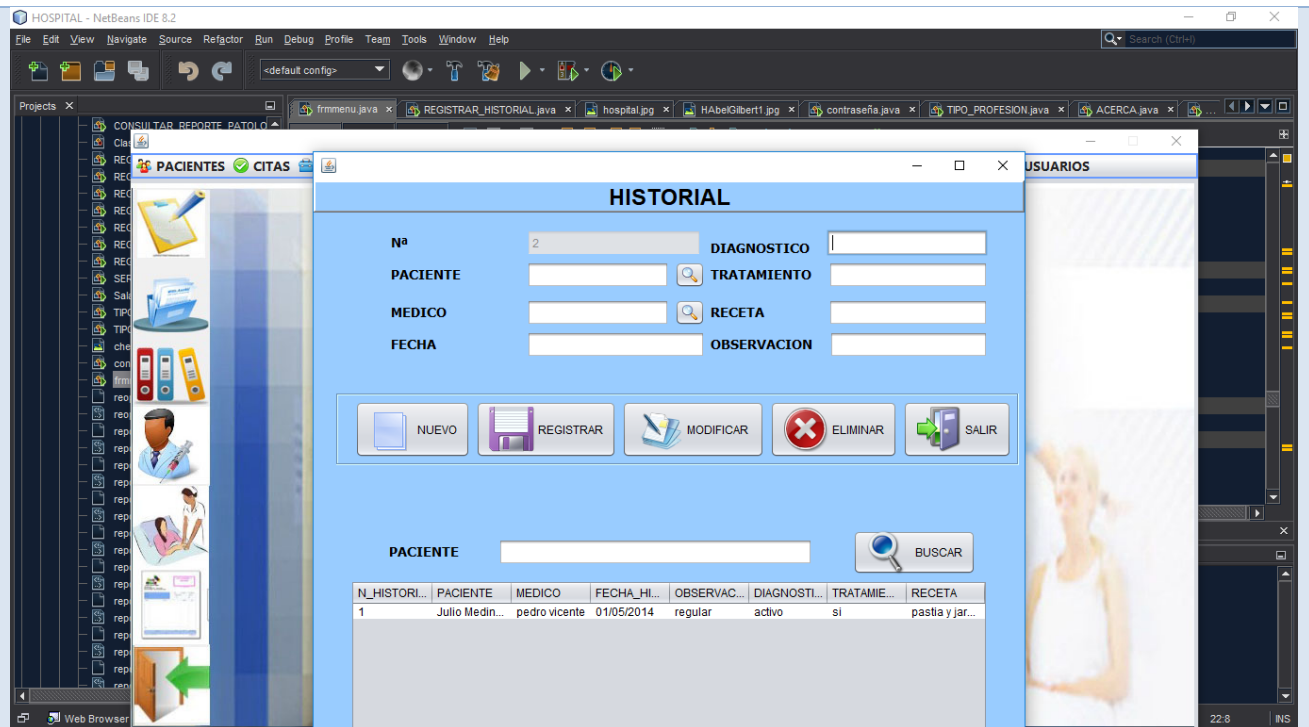 HOSPITAL - NetBeans IDE 8.2
File Edit View Navigate Source Refactor Run Debug Profile Team Tools Window Help
Search (Ctrl+I)
<default config>
Projects
frmmenu.java REGISTRAR_HISTORIAL.java hospital.jpg HAbelGilbert1.jpg contraseña.java TIPO_PROFESION.java ACERCA.java ...
CONSULTAR_REPORTE_PATOLO
PACIENTES CITAS USUARIOS
HISTORIAL
Nª 2 DIAGNOSTICO
PACIENTE TRATAMIENTO
MEDICO RECETA
FECHA OBSERVACION
NUEVO REGISTRAR MODIFICAR ELIMINAR SALIR
PACIENTE BUSCAR
N_HISTORI... PACIENTE MEDICO FECHA_HI... OBSERVAC... DIAGNOSTI... TRATAMIE... RECETA
1 Julio Medin... pedro vicente 01/05/2014 regular activo si pastia y jar...
Web Browser
22:8 INS